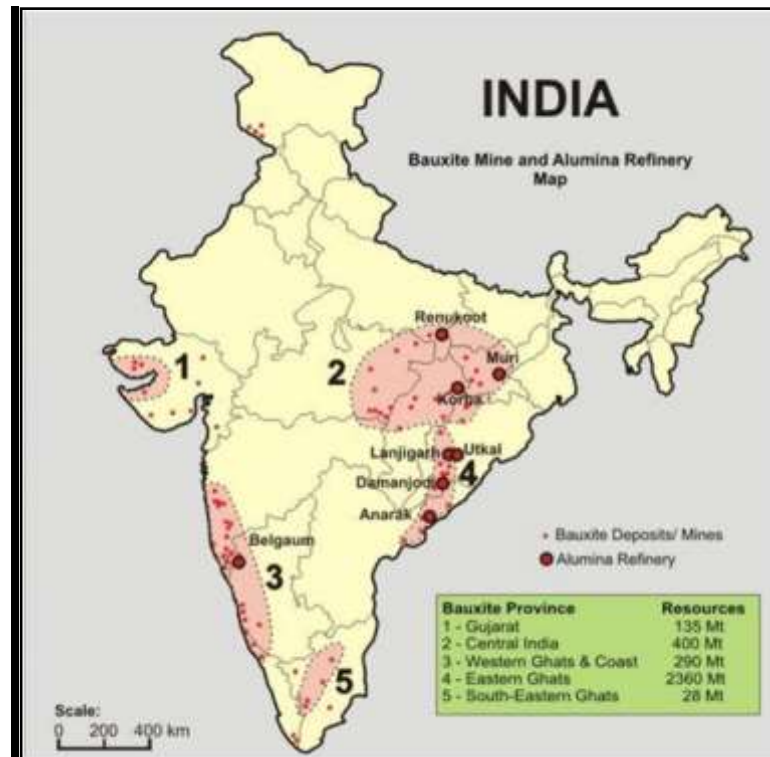 INDIA
Bauxite Mine and Alumina Refinery
Map
Renukoot
1
2
Muri
Korba
Lanjigarh
Utkal
4
Damanjodi
Anarak
Bauxite Deposits/ Mines
Belgaum
Alumina Refinery
3
Bauxite Province Resources
1 - Gujarat 135 Mt
2 - Central India 400 Mt
3 - Western Ghats & Coast 290 Mt
4 - Eastern Ghats 2360 Mt
5 - South-Eastern Ghats 28 Mt
5
Scale:
0 200 400 km